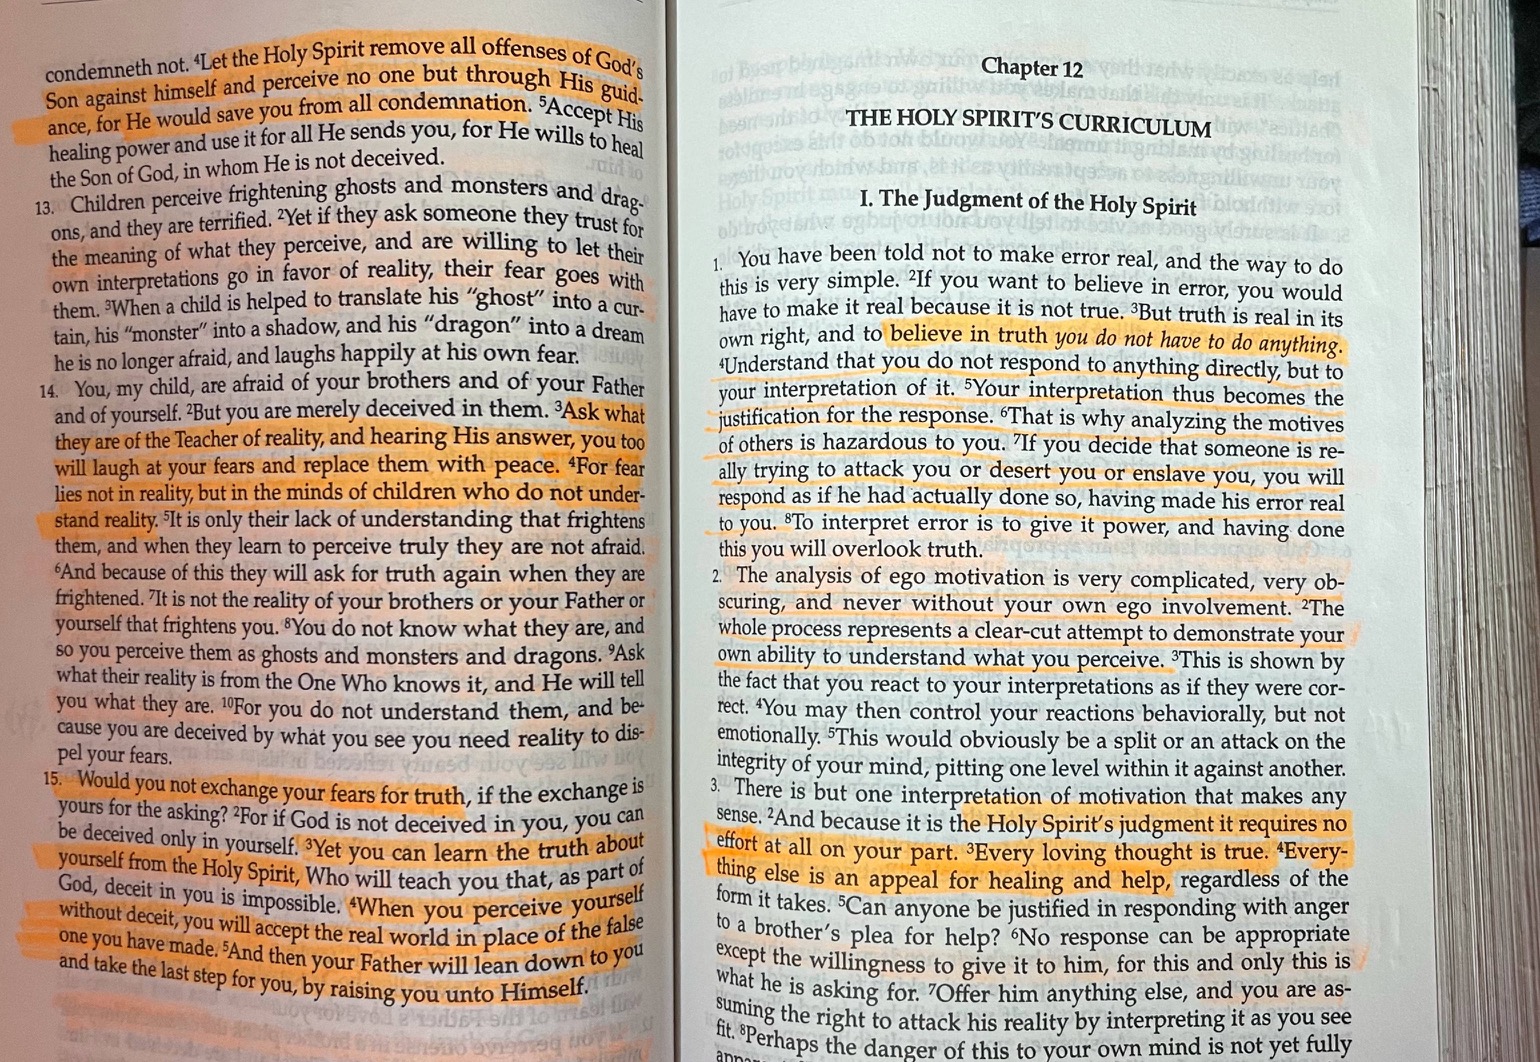 condemneth not. ⁴Let the Holy Spirit remove all offenses of God's
Son against himself and perceive no one but through His guid-
ance, for He would save you from all condemnation. ⁵Accept His
healing power and use it for all He sends you, for He wills to heal
the Son of God, in whom He is not deceived.
13. Children perceive frightening ghosts and monsters and drag-
ons, and they are terrified. ²Yet if they ask someone they trust for
the meaning of what they perceive, and are willing to let their
own interpretations go in favor of reality, their fear goes with
them. ³When a child is helped to translate his "ghost" into a cur-
tain, his "monster" into a shadow, and his "dragon" into a dream
he is no longer afraid, and laughs happily at his own fear.
14. You, my child, are afraid of your brothers and of your Father
and of yourself. ²But you are merely deceived in them. ³Ask what
they are of the Teacher of reality, and hearing His answer, you too
will laugh at your fears and replace them with peace. ⁴For fear
lies not in reality, but in the minds of children who do not under-
stand reality. ⁵It is only their lack of understanding that frightens
them, and when they learn to perceive truly they are not afraid.
⁶And because of this they will ask for truth again when they are
frightened. ⁷It is not the reality of your brothers or your Father or
yourself that frightens you. ⁸You do not know what they are, and
so you perceive them as ghosts and monsters and dragons. ⁹Ask
what their reality is from the One Who knows it, and He will tell
you what they are. ¹⁰For you do not understand them, and be-
cause you are deceived by what you see you need reality to dis-
pel your fears.
15. Would you not exchange your fears for truth, if the exchange is
yours for the asking? ²For if God is not deceived in you, you can
be deceived only in yourself. ³Yet you can learn the truth about
yourself from the Holy Spirit, Who will teach you that, as part of
God, deceit in you is impossible. ⁴When you perceive yourself
without deceit, you will accept the real world in place of the false
one you have made. ⁵And then your Father will lean down to you
and take the last step for you, by raising you unto Himself.
Chapter 12
THE HOLY SPIRIT'S CURRICULUM
I. The Judgment of the Holy Spirit
1. You have been told not to make error real, and the way to do
this is very simple. ²If you want to believe in error, you would
have to make it real because it is not true. ³But truth is real in its
own right, and to believe in truth you do not have to do anything.
⁴Understand that you do not respond to anything directly, but to
your interpretation of it. ⁵Your interpretation thus becomes the
justification for the response. ⁶That is why analyzing the motives
of others is hazardous to you. ⁷If you decide that someone is re-
ally trying to attack you or desert you or enslave you, you will
respond as if he had actually done so, having made his error real
to you. ⁸To interpret error is to give it power, and having done
this you will overlook truth.
2. The analysis of ego motivation is very complicated, very ob-
scuring, and never without your own ego involvement. ²The
whole process represents a clear-cut attempt to demonstrate your
own ability to understand what you perceive. ³This is shown by
the fact that you react to your interpretations as if they were cor-
rect. ⁴You may then control your reactions behaviorally, but not
emotionally. ⁵This would obviously be a split or an attack on the
integrity of your mind, pitting one level within it against another.
3. There is but one interpretation of motivation that makes any
sense. ²And because it is the Holy Spirit's judgment it requires no
effort at all on your part. ³Every loving thought is true. ⁴Every-
thing else is an appeal for healing and help, regardless of the
form it takes. ⁵Can anyone be justified in responding with anger
to a brother's plea for help? ⁶No response can be appropriate
except the willingness to give it to him, for this and only this is
what he is asking for. ⁷Offer him anything else, and you are as-
suming the right to attack his reality by interpreting it as you see
fit. ⁸Perhaps the danger of this to your own mind is not yet fully